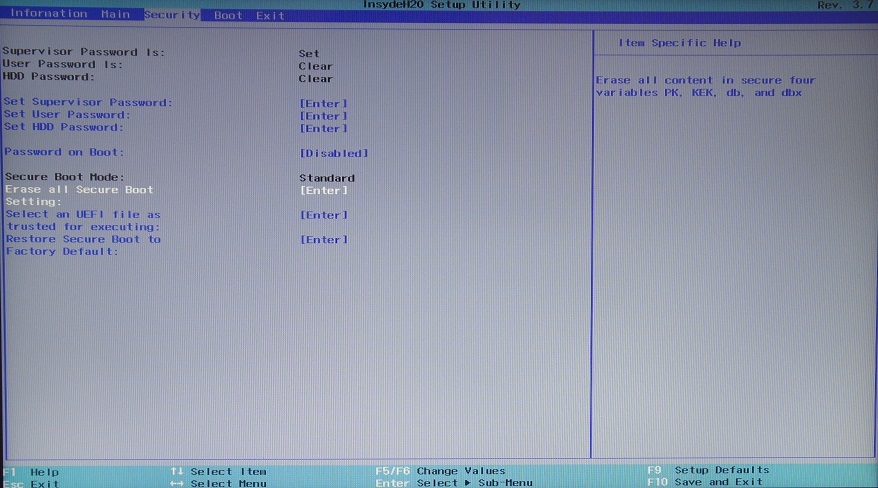 InsydeH2O Setup Utility Rev. 3.7
Information Main Security Boot Exit
Item Specific Help
Supervisor Password Is: Set
User Password Is: Clear
HDD Password: Clear
Erase all content in secure four
variables PK, KEK, db, and dbx
Set Supervisor Password: [Enter]
Set User Password: [Enter]
Set HDD Password: [Enter]
Password on Boot: [Disabled]
Secure Boot Mode: Standard
Erase all Secure Boot [Enter]
Setting:
Select an UEFI file as [Enter]
trusted for executing:
Restore Secure Boot to [Enter]
Factory Default:
F1 Help ↑↓ Select Item F5/F6 Change Values F9 Setup Defaults
Esc Exit ←→ Select Menu Enter Select ▶ Sub-Menu F10 Save and Exit